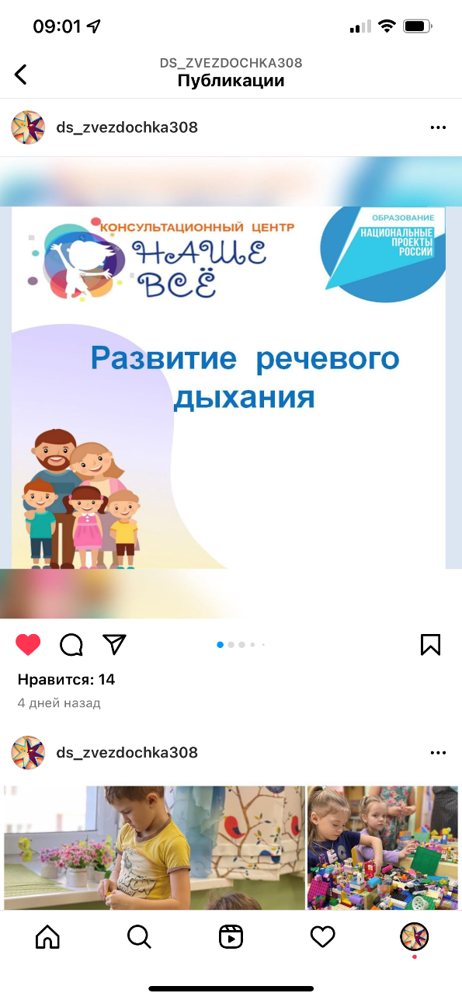 09:01
DS_ZVEZDOCHKA308
Публикации
ds_zvezdochka308
КОНСУЛЬТАЦИОННЫЙ ЦЕНТР
НАШЕ
ВСЁ
ОБРАЗОВАНИЕ
НАЦИОНАЛЬНЫЕ
ПРОЕКТЫ
РОССИИ
Развитие речевого
дыхания
Нравится: 14
4 дней назад
ds_zvezdochka308